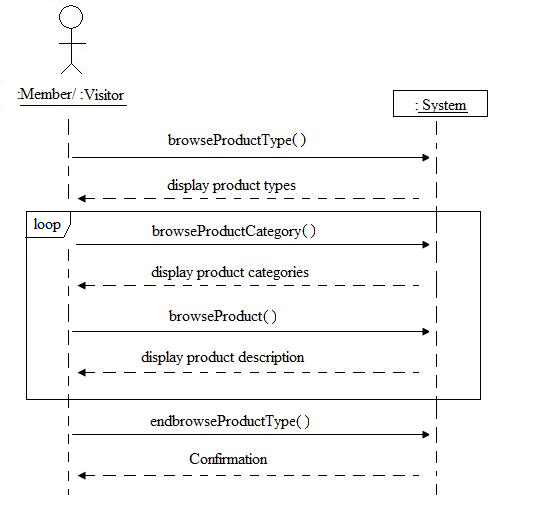 :Member/ :Visitor
: System
browseProductType( )
display product types
loop
browseProductCategory( )
display product categories
browseProduct( )
display product description
endbrowseProductType( )
Confirmation